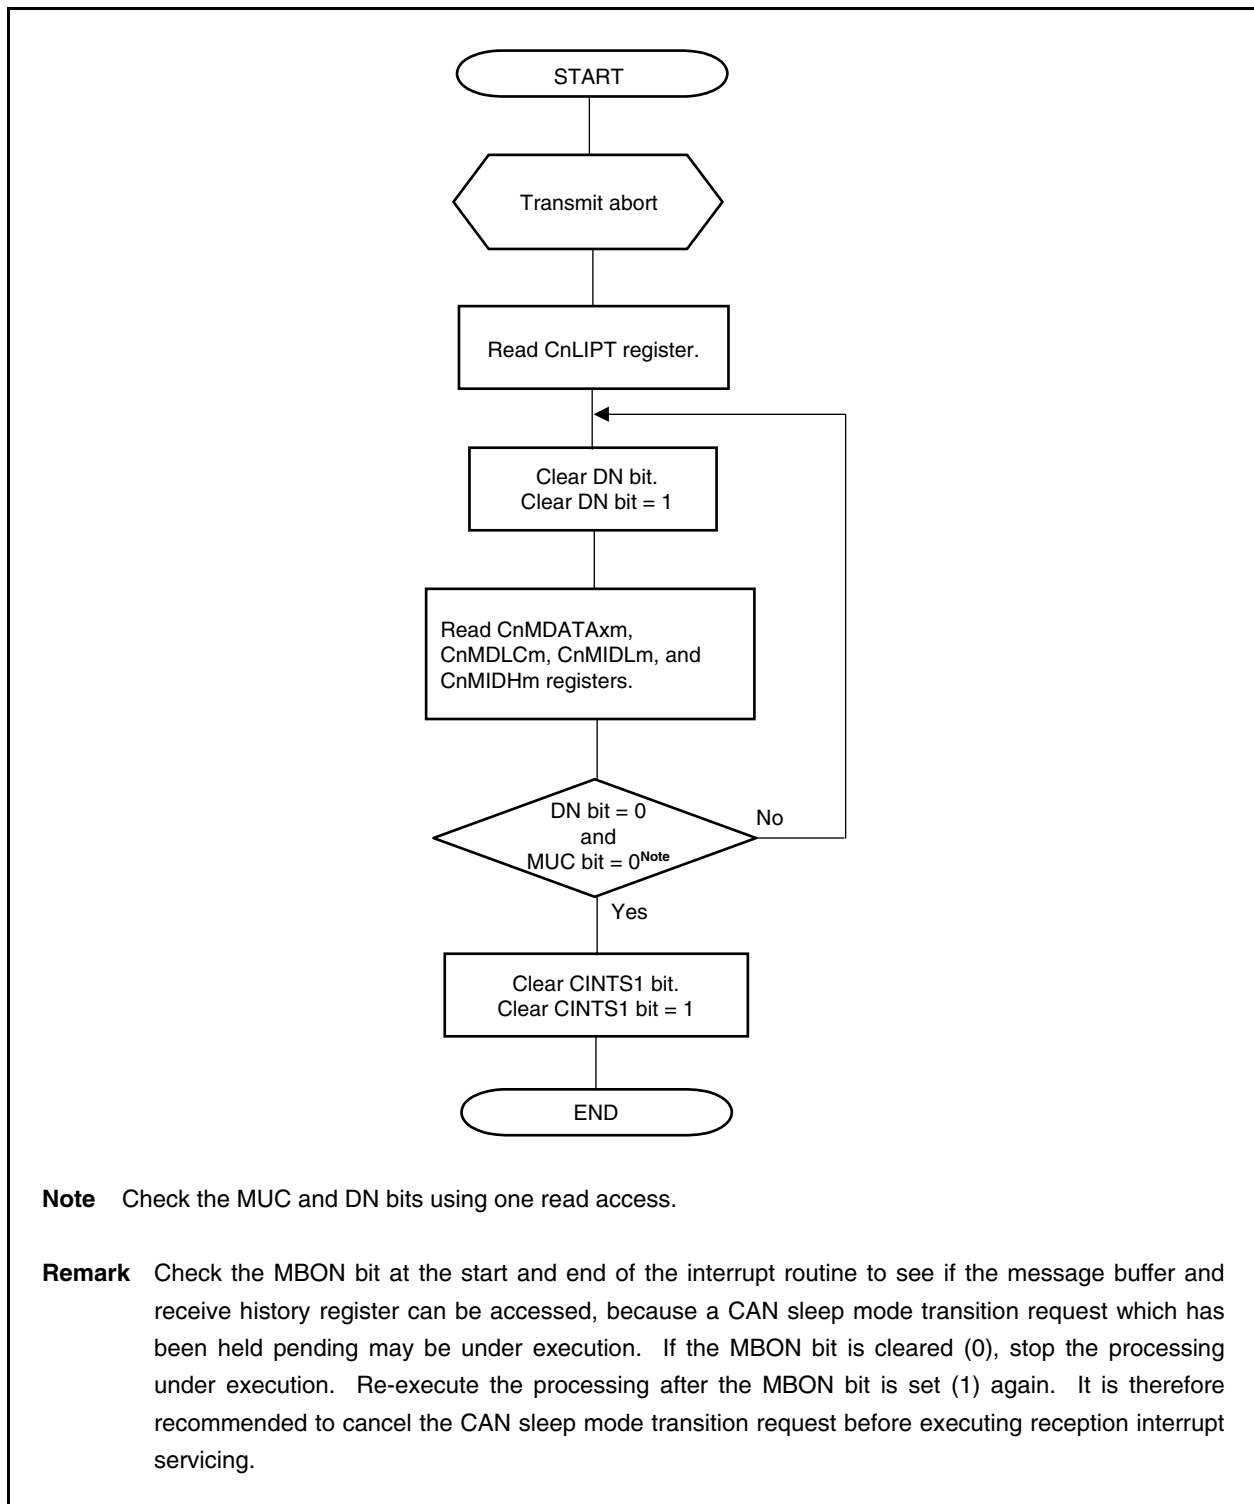 START
Transmit abort
Read CnLIPT register.
Clear DN bit.
Clear DN bit = 1
Read CnMDATAxm,
CnMDLCm, CnMIDLm, and
CnMIDHm registers.
DN bit = 0
and
MUC bit = 0Note
No
Yes
Clear CINTS1 bit.
Clear CINTS1 bit = 1
END
Note Check the MUC and DN bits using one read access.
Remark Check the MBON bit at the start and end of the interrupt routine to see if the message buffer and
receive history register can be accessed, because a CAN sleep mode transition request which has
been held pending may be under execution. If the MBON bit is cleared (0), stop the processing
under execution. Re-execute the processing after the MBON bit is set (1) again. It is therefore
recommended to cancel the CAN sleep mode transition request before executing reception interrupt
servicing.